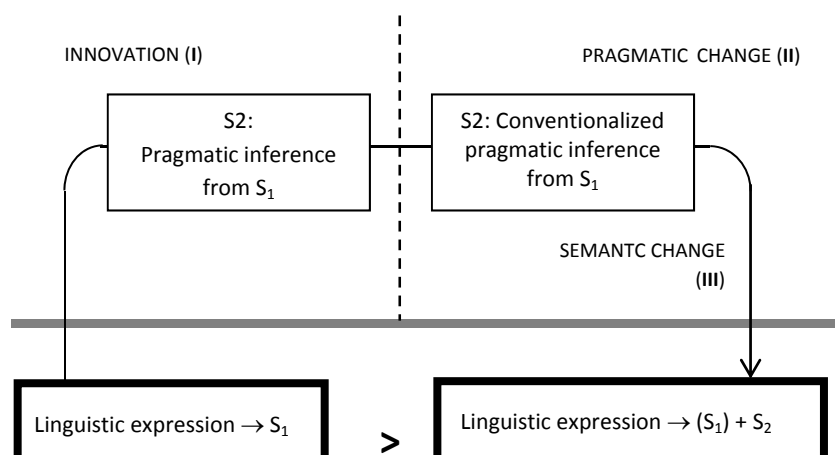 INNOVATION (I)
PRAGMATIC CHANGE (II)
S2:
Pragmatic inference
from S₁
S2: Conventionalized
pragmatic inference
from S₁
SEMANTC CHANGE
(III)
Linguistic expression → S₁
>
Linguistic expression → (S₁) + S₂